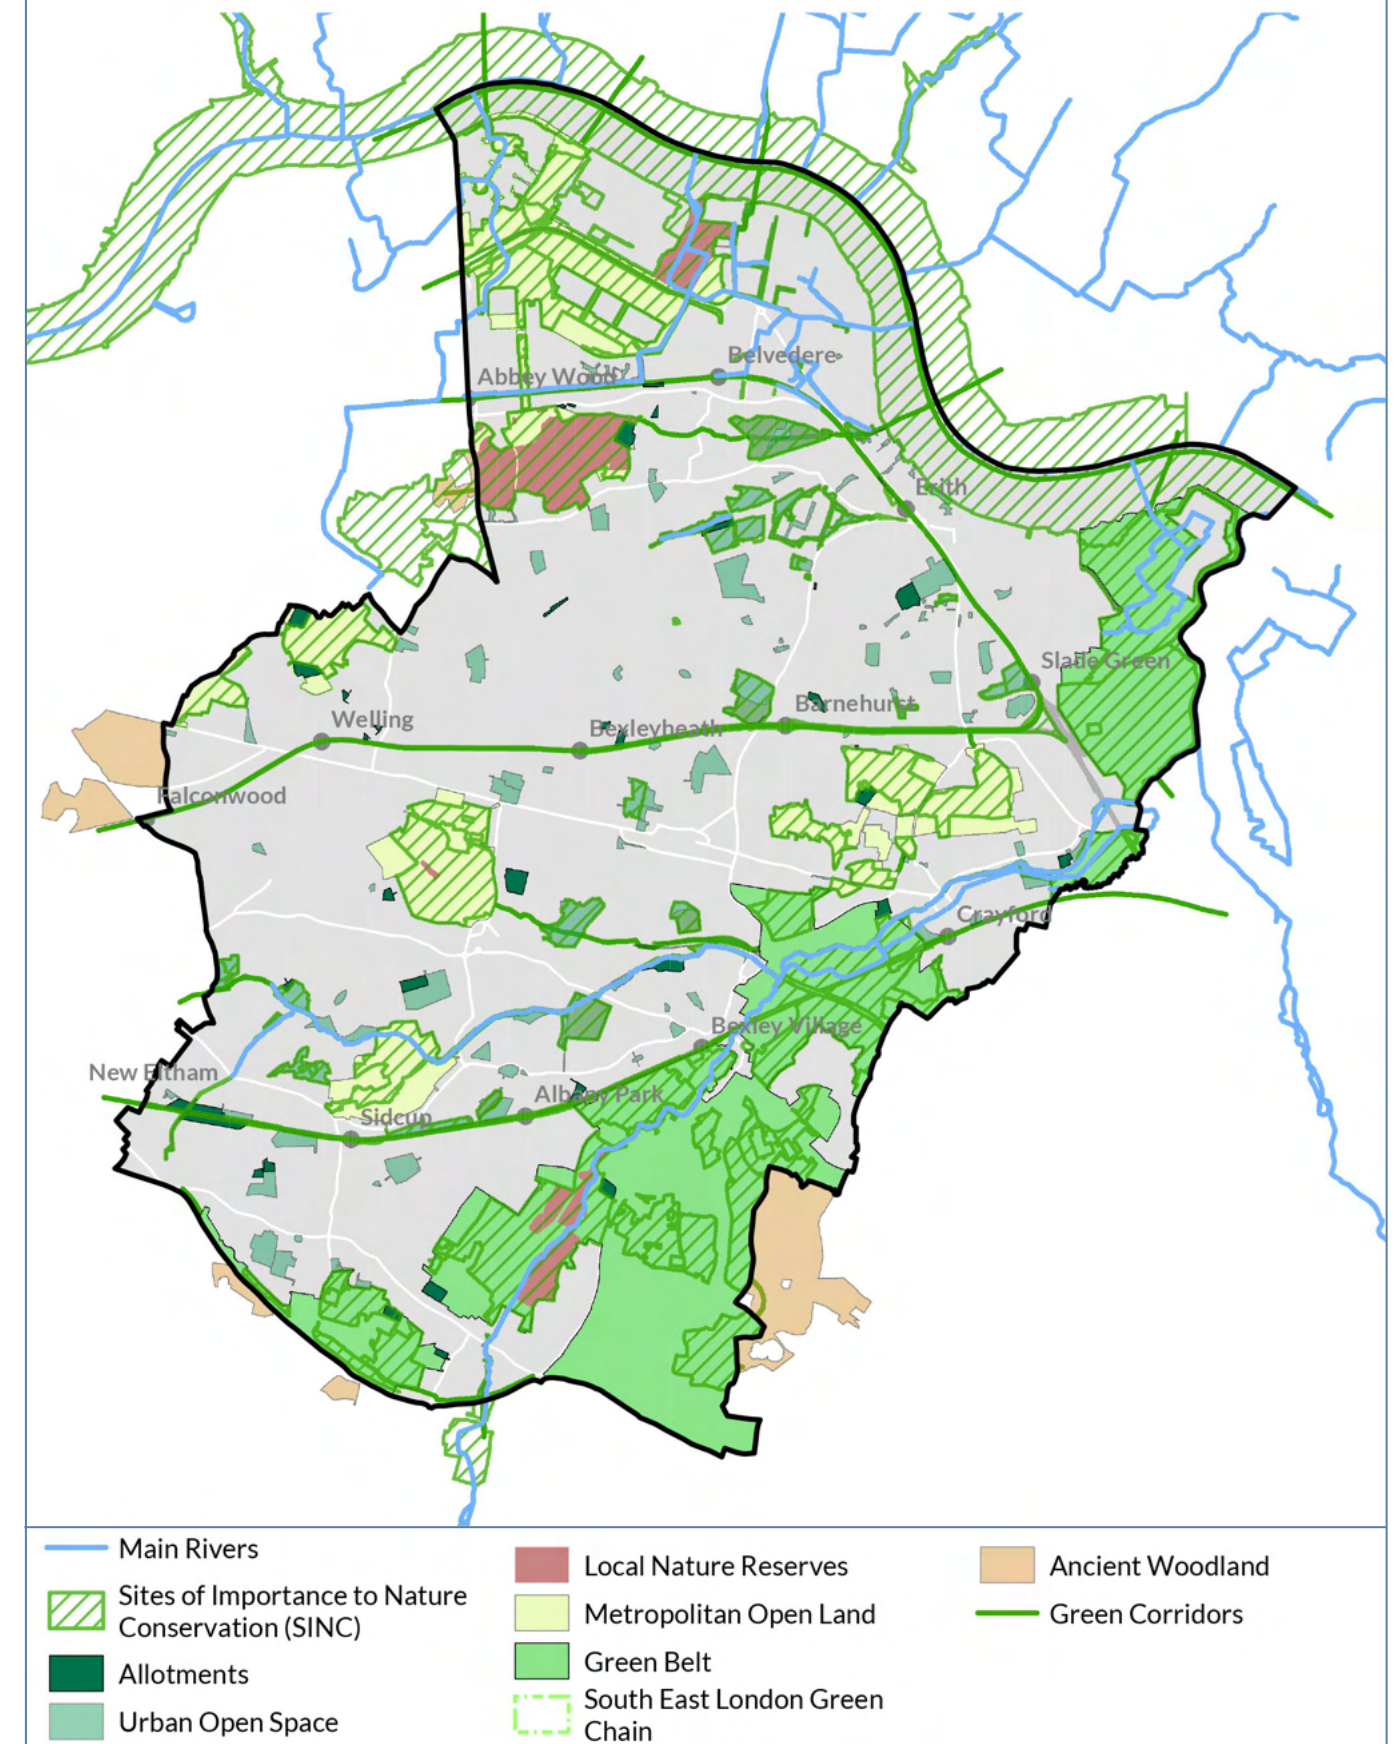 Belvedere
Abbey Wood
Erith
Slade Green
Barnehurst
Welling
Bexleyheath
Falconwood
Crayford
Bexley Village
New Eltham
Albany Park
Sidcup
Main Rivers
Sites of Importance to Nature
Conservation (SINC)
Allotments
Urban Open Space
Local Nature Reserves
Metropolitan Open Land
Green Belt
South East London Green
Chain
Ancient Woodland
Green Corridors